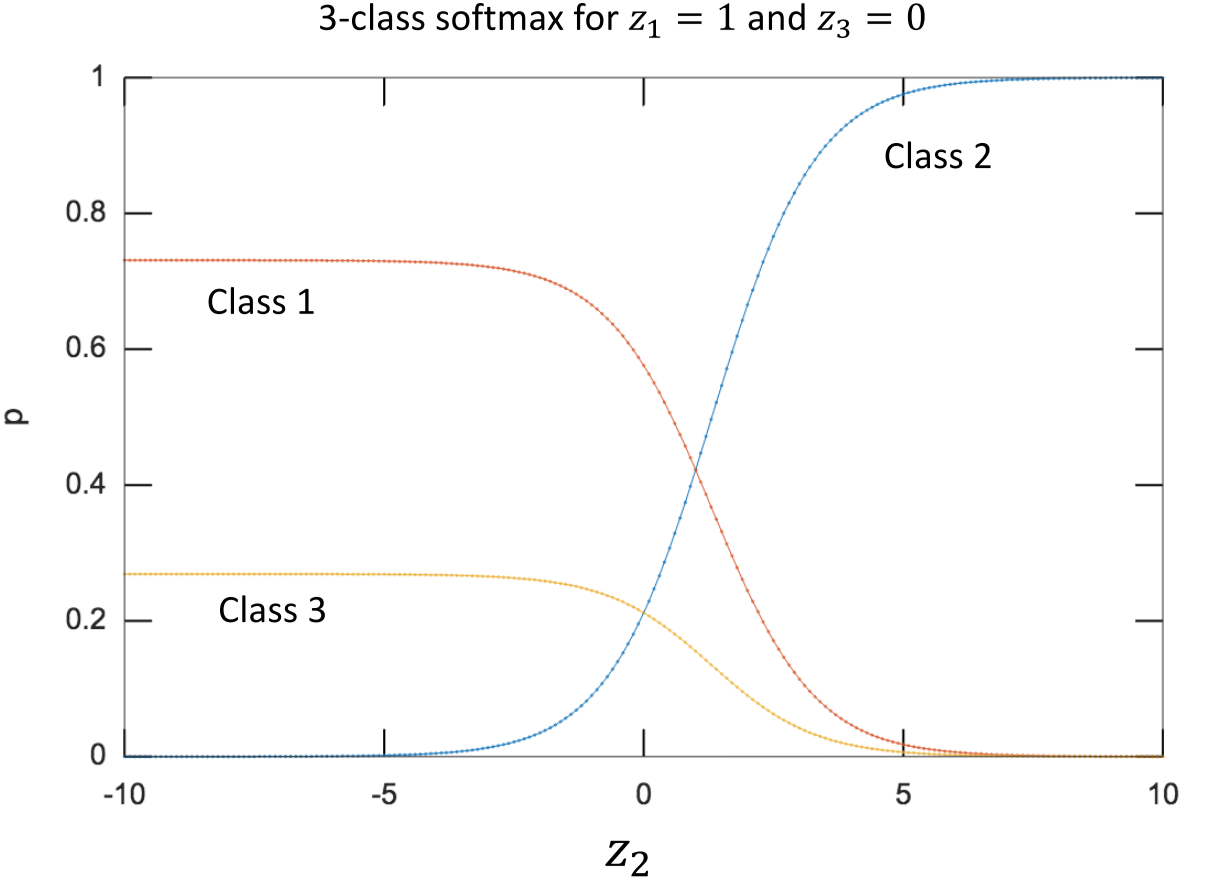 3-class softmax for z₁ = 1 and z₃ = 0
1
0.8
0.6
0.4
0.2
0
Class 2
Class 1
Class 3
p
-10 -5 0 5 10
z₂